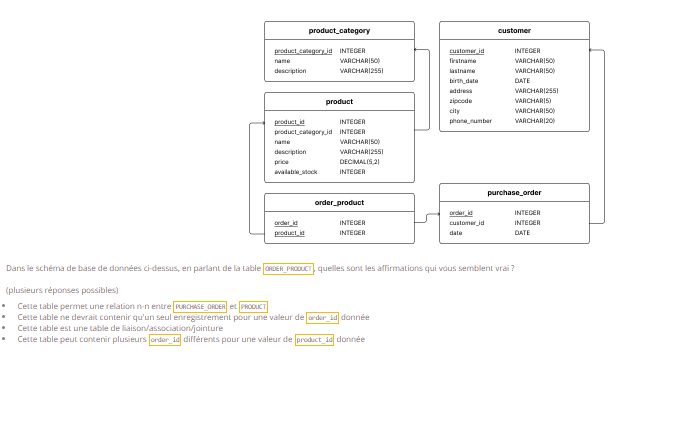 product_category
product_category_id INTEGER
name VARCHAR(50)
description VARCHAR(255)
customer
customer_id INTEGER
firstname VARCHAR(50)
lastname VARCHAR(50)
birth_date DATE
address VARCHAR(255)
zipcode VARCHAR(5)
city VARCHAR(50)
phone_number VARCHAR(20)
product
product_id INTEGER
product_category_id INTEGER
name VARCHAR(50)
description VARCHAR(255)
price DECIMAL(5,2)
available_stock INTEGER
order_product
order_id INTEGER
product_id INTEGER
purchase_order
order_id INTEGER
customer_id INTEGER
date DATE
Dans le schéma de base de données ci-dessus, en parlant de la table ORDER_PRODUCT, quelles sont les affirmations qui vous semblent vrai ?
(plusieurs réponses possibles)
• Cette table permet une relation n-n entre PURCHASE_ORDER et PRODUCT
• Cette table ne devrait contenir qu'un seul enregistrement pour une valeur de order_id donnée
• Cette table est une table de liaison/association/jointure
• Cette table peut contenir plusieurs order_id différents pour une valeur de product_id donnée